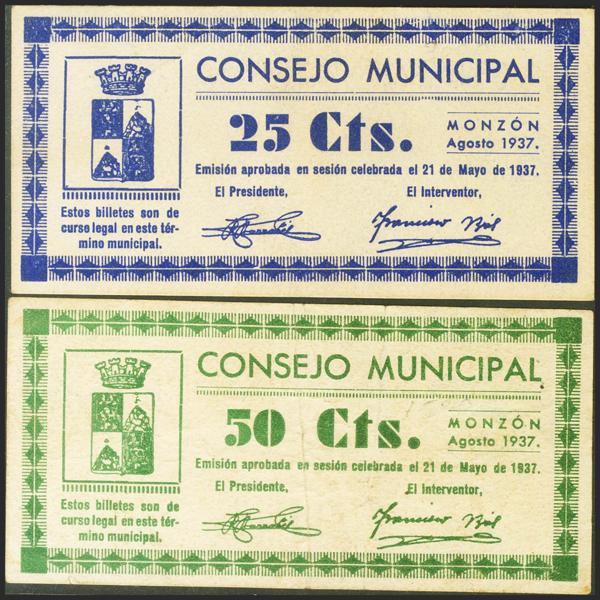 CONSEJO MUNICIPAL
25 Cts.
MONZÓN
Agosto 1937.
Emisión aprobada en sesión celebrada el 21 de Mayo de 1937.
El Presidente,
El Interventor,
Francisco
Estos billetes son de
curso legal en este tér-
mino municipal.
CONSEJO MUNICIPAL
50 Cts.
MONZÓN
Agosto 1937.
Emisión aprobada en sesión celebrada el 21 de Mayo de 1937.
El Presidente,
El Interventor,
Francisco
Estos billetes son de
curso legal en este tér-
mino municipal.